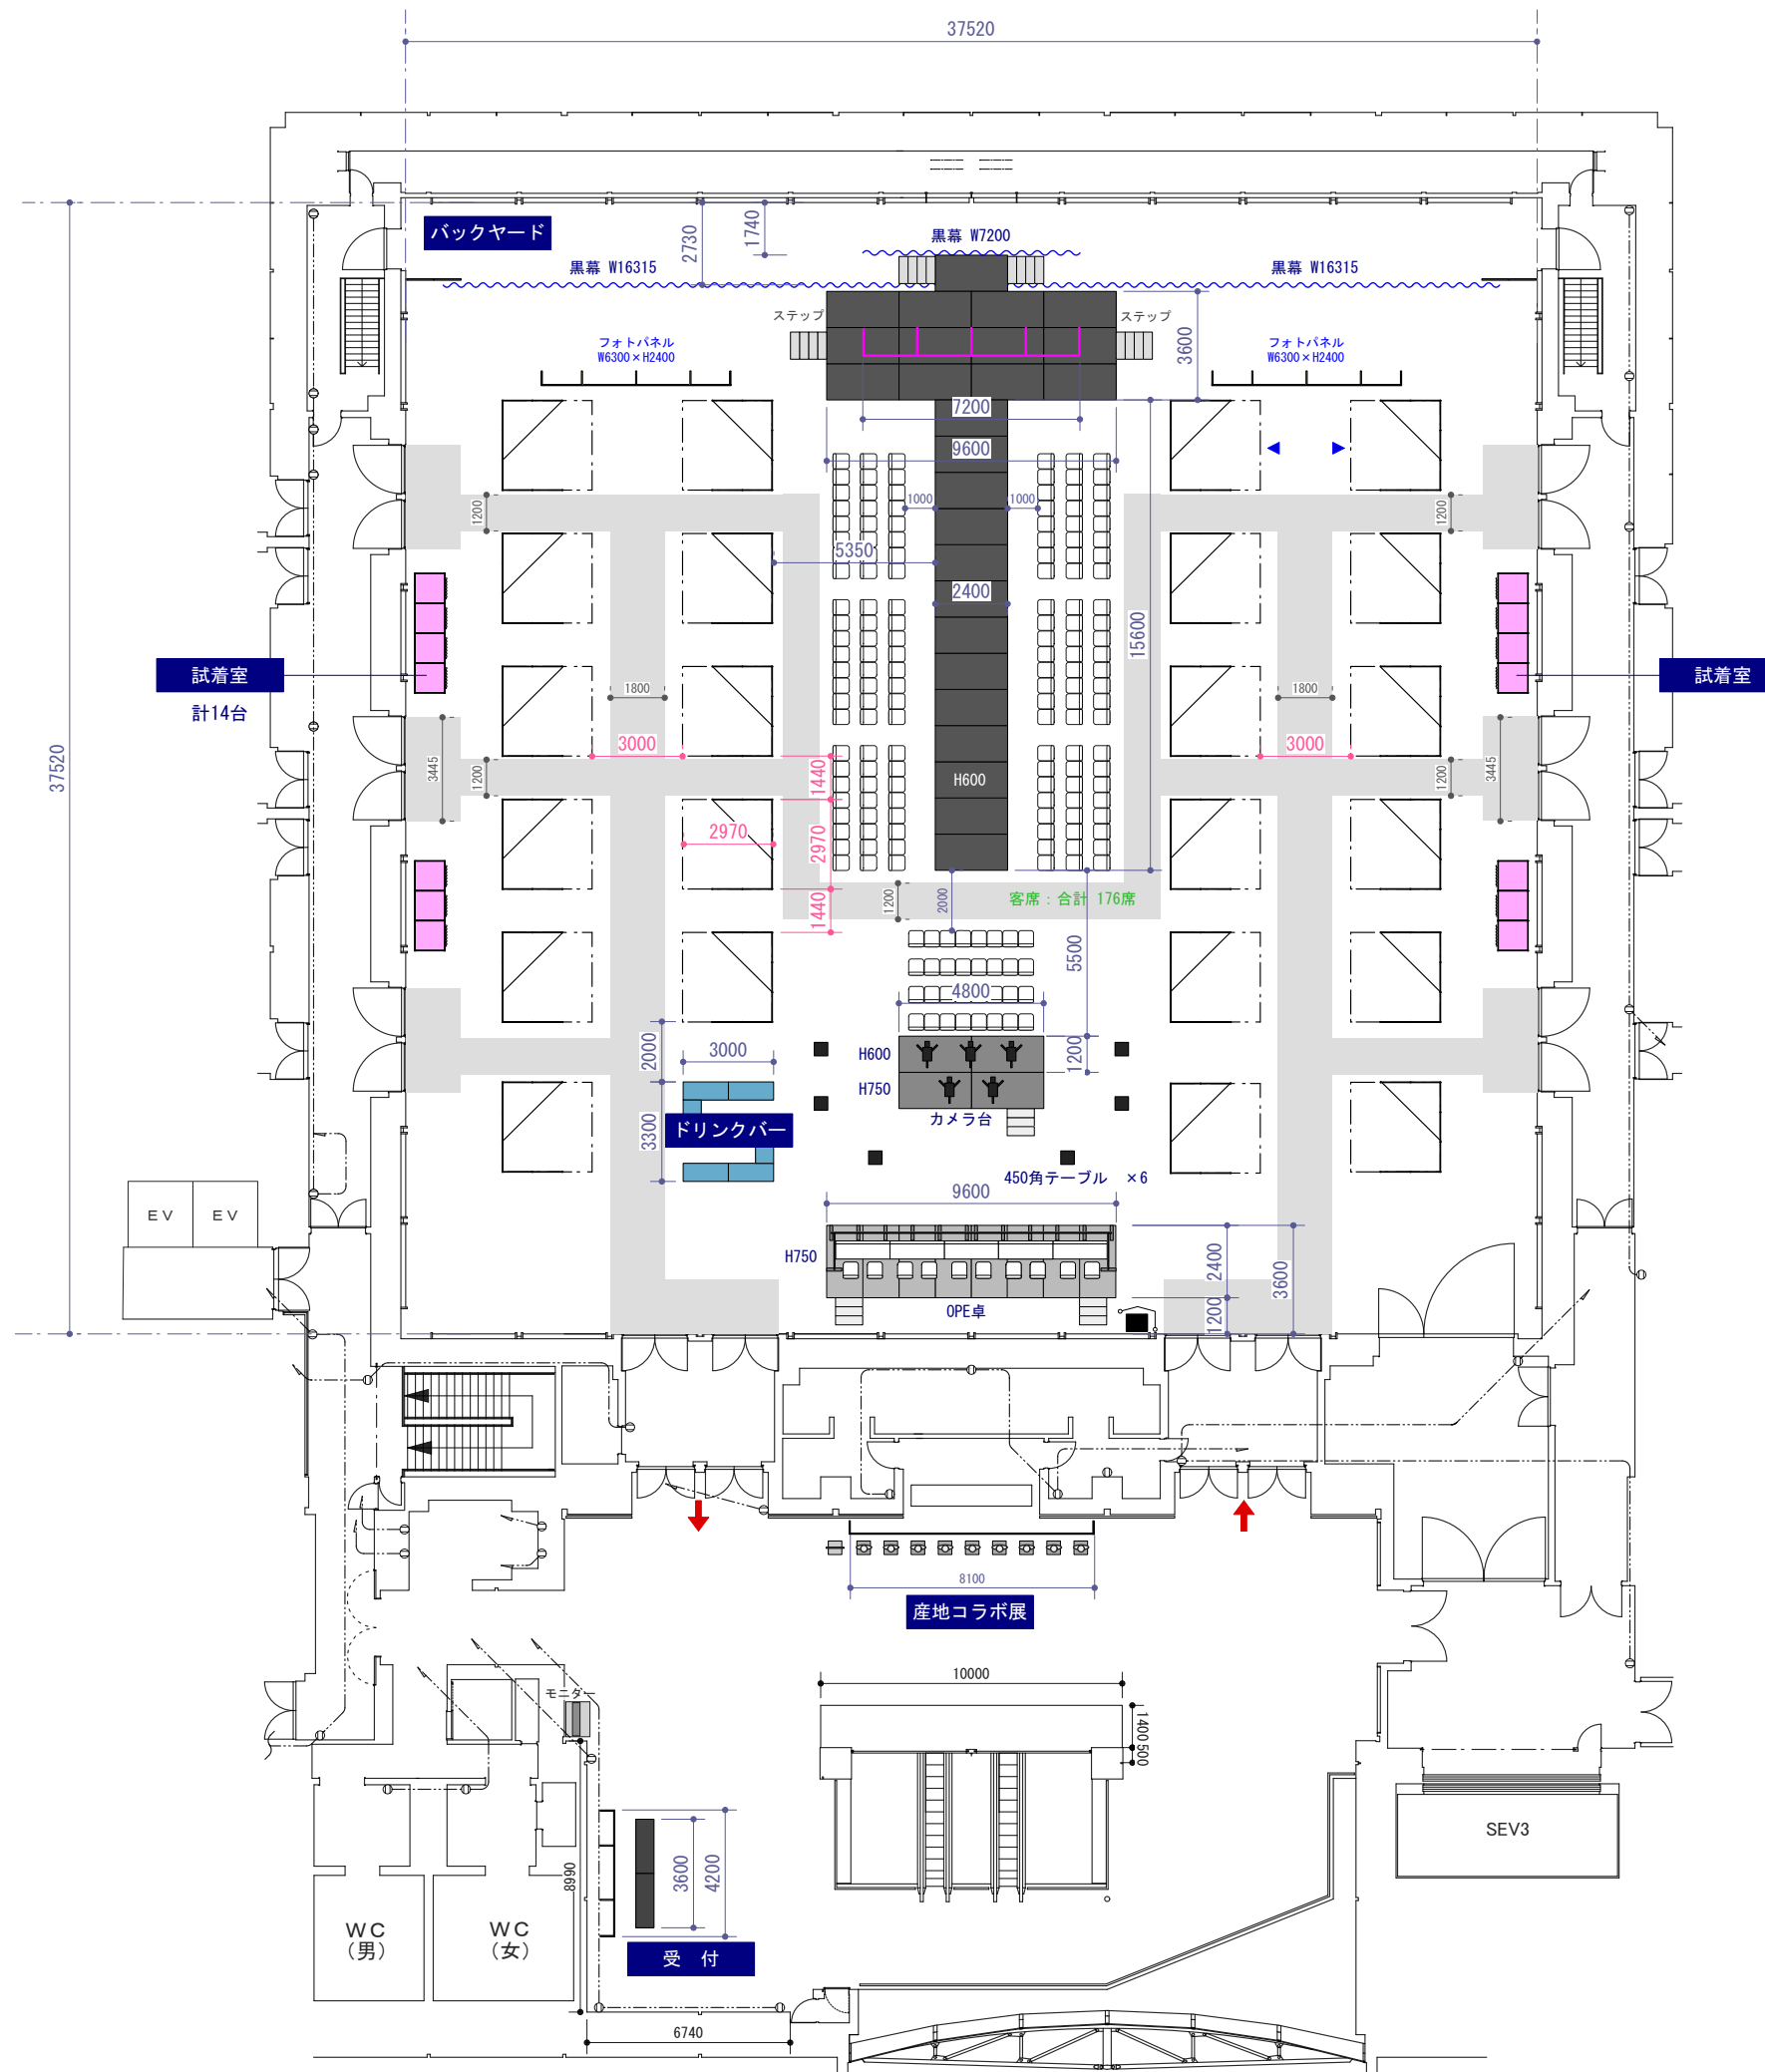 37520
バックヤード
2730
1740
黒幕 W7200
黒幕 W16315
黒幕 W16315
ステップ
ステップ
フォトパネル
W6300×H2400
フォトパネル
W6300×H2400
3600
7200
9600
1200
1000
1000
1200
5350
2400
15600
試着室
計14台
試着室
1800
1800
37520
3000
3000
3445
1200
1440
H600
1200
3445
2970
2970
1440
1200
2000
客席：合計 176席
5500
4800
2000
3000
H600
1200
H750
3300
ドリンクバー
カメラ台
450角テーブル ×6
9600
EV
EV
H750
2400
3600
1200
OPE卓
8100
産地コラボ展
モニター
10000
1400
500
8990
3600
4200
SEV3
WC
(男)
WC
(女)
受 付
6740